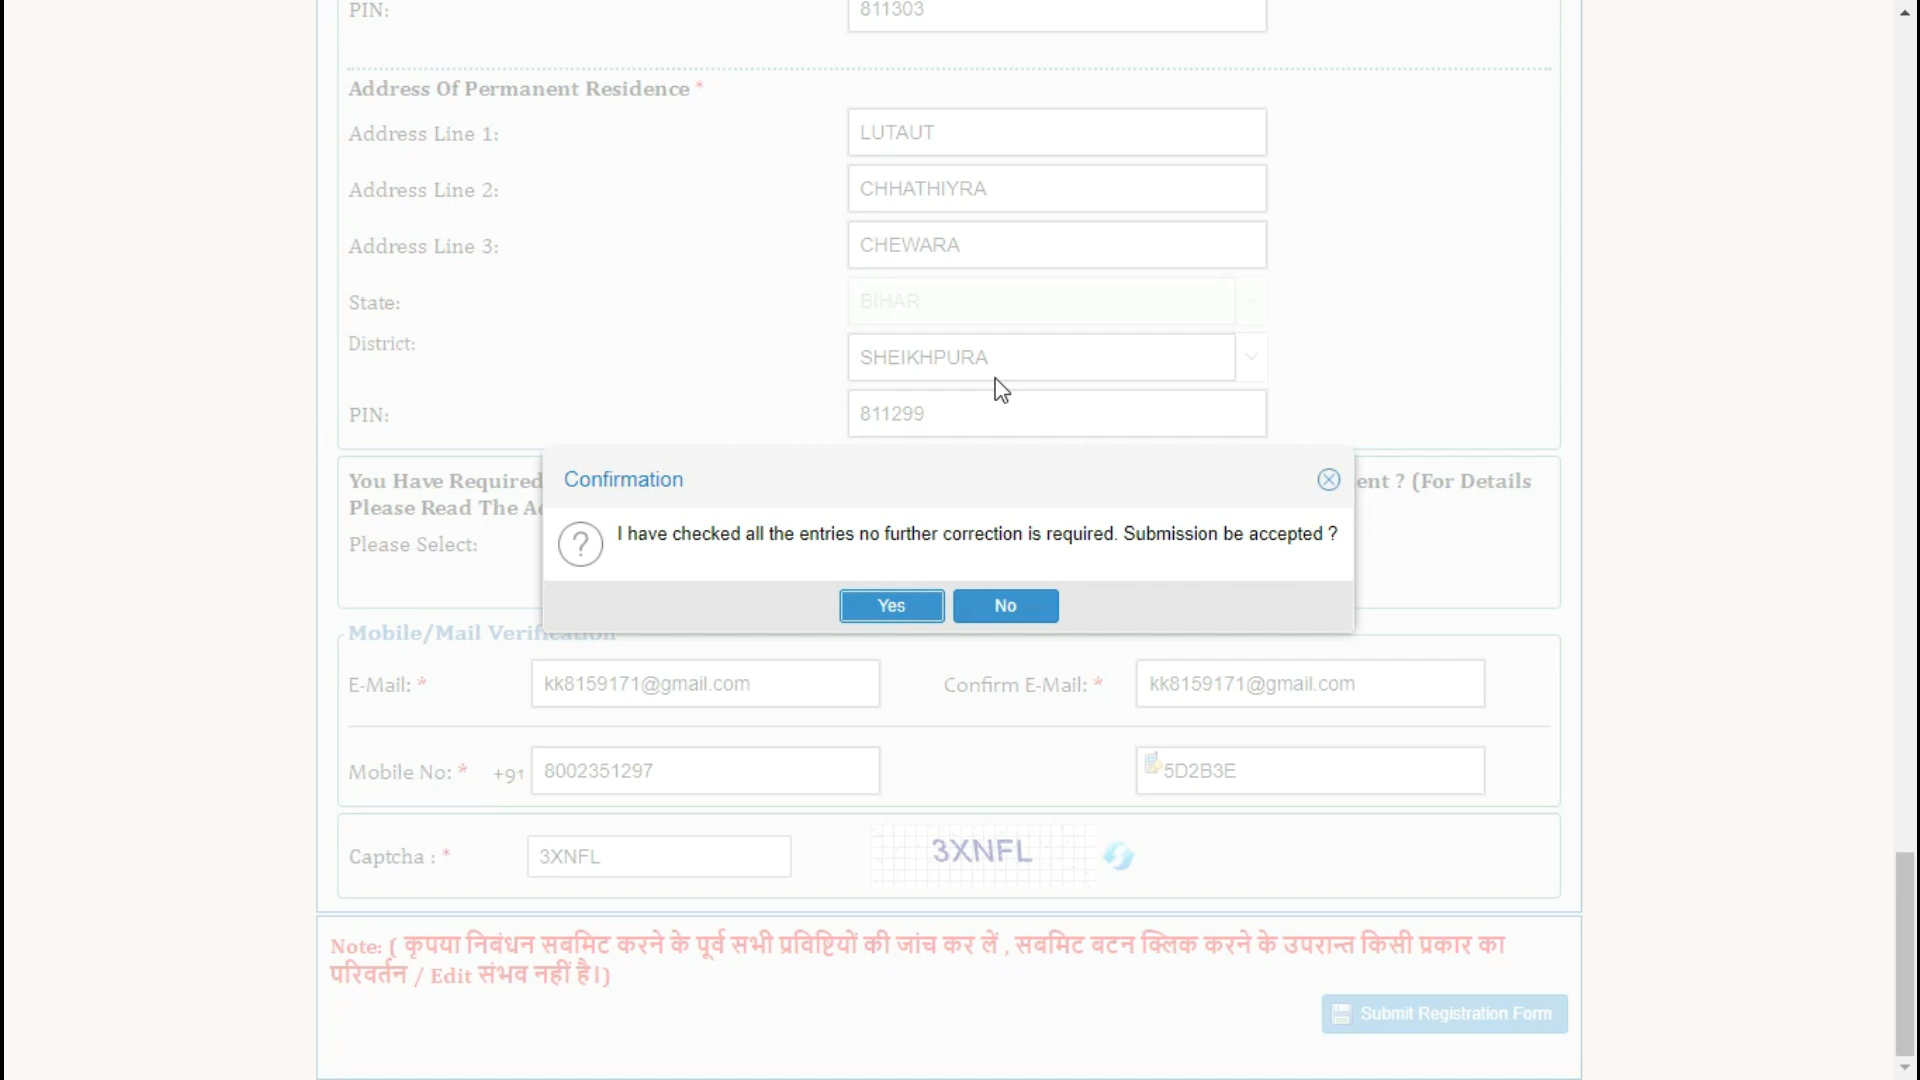 PIN: 811303
Address Of Permanent Residence *
Address Line 1: LUTAUT
Address Line 2: CHHATHIYRA
Address Line 3: CHEWARA
State: BIHAR
District: SHEIKHPURA
PIN: 811299
You Have Required ent ? (For Details
Please Read The
Please Select:
Confirmation
I have checked all the entries no further correction is required. Submission be accepted ?
Yes No
Mobile/Mail Verification
E-Mail: * kk8159171@gmail.com Confirm E-Mail: * kk8159171@gmail.com
Mobile No: * +91 8002351297 5D2B3E
Captcha : * 3XNFL 3XNFL
Note: ( कृपया निबंधन सबमिट करने के पूर्व सभी प्रविष्टियों की जांच कर लें , सबमिट बटन क्लिक करने के उपरान्त किसी प्रकार का
परिवर्तन / Edit संभव नहीं है।)
Submit Registration Form